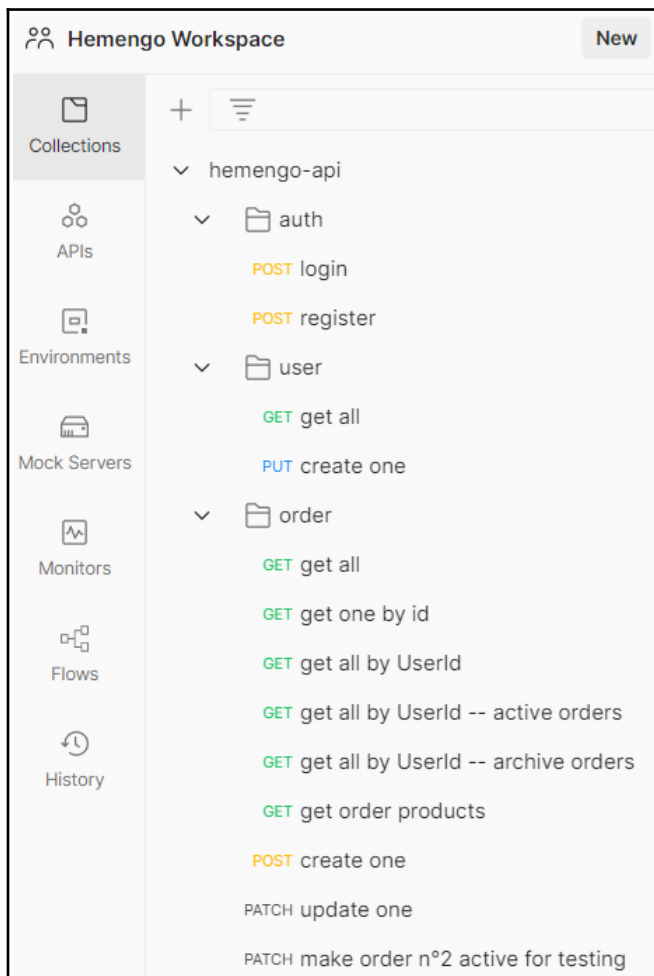 Hemengo Workspace
New
Collections
APIs
Environments
Mock Servers
Monitors
Flows
History
hemengo-api
auth
POST login
POST register
user
GET get all
PUT create one
order
GET get all
GET get one by id
GET get all by UserId
GET get all by UserId -- active orders
GET get all by UserId -- archive orders
GET get order products
POST create one
PATCH update one
PATCH make order n°2 active for testing